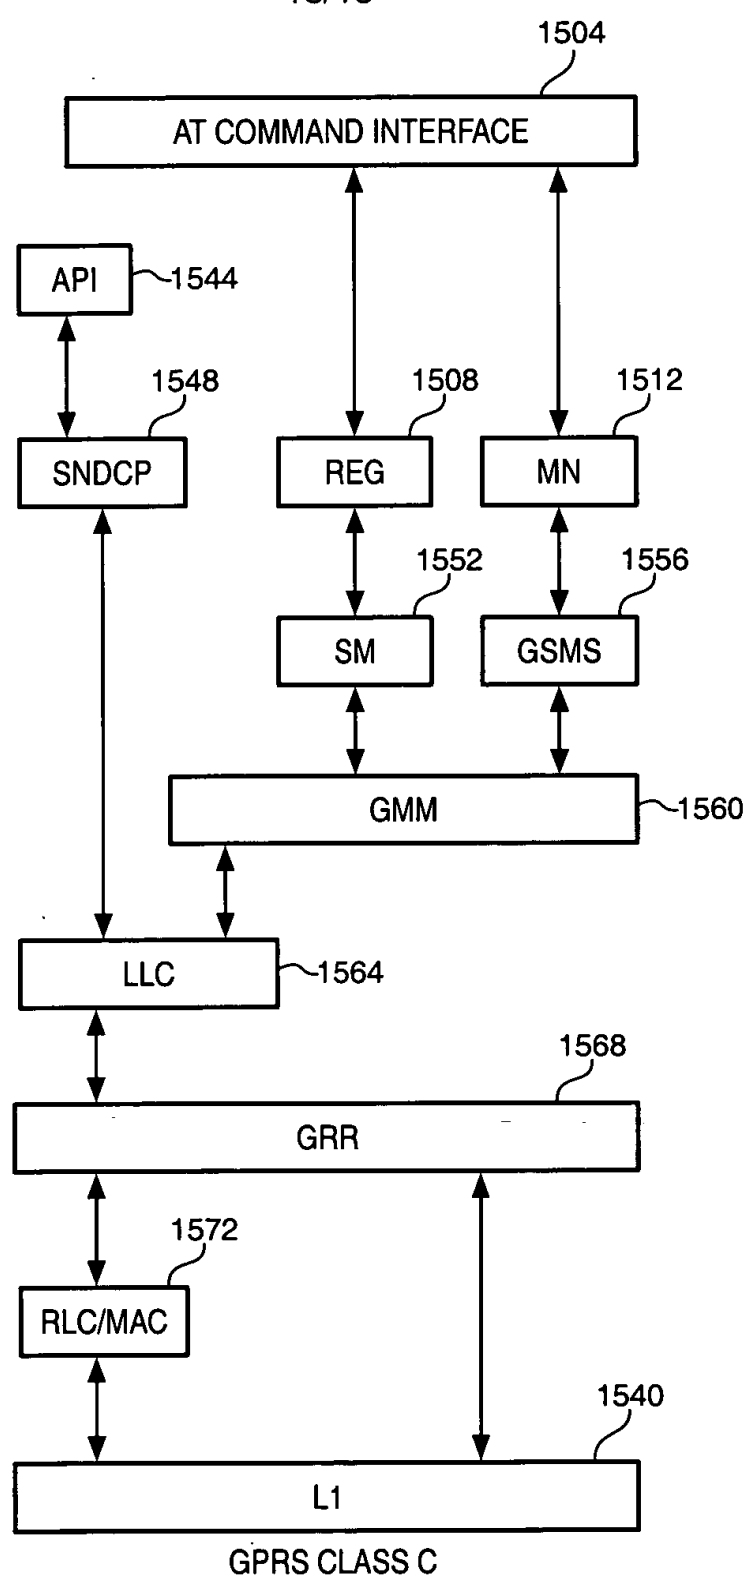 1504
AT COMMAND INTERFACE
API
1544
1548
1508
1512
SNDCP
REG
MN
1552
1556
SM
GSMS
GMM
1560
LLC
1564
1568
GRR
1572
RLC/MAC
1540
L1
GPRS CLASS C